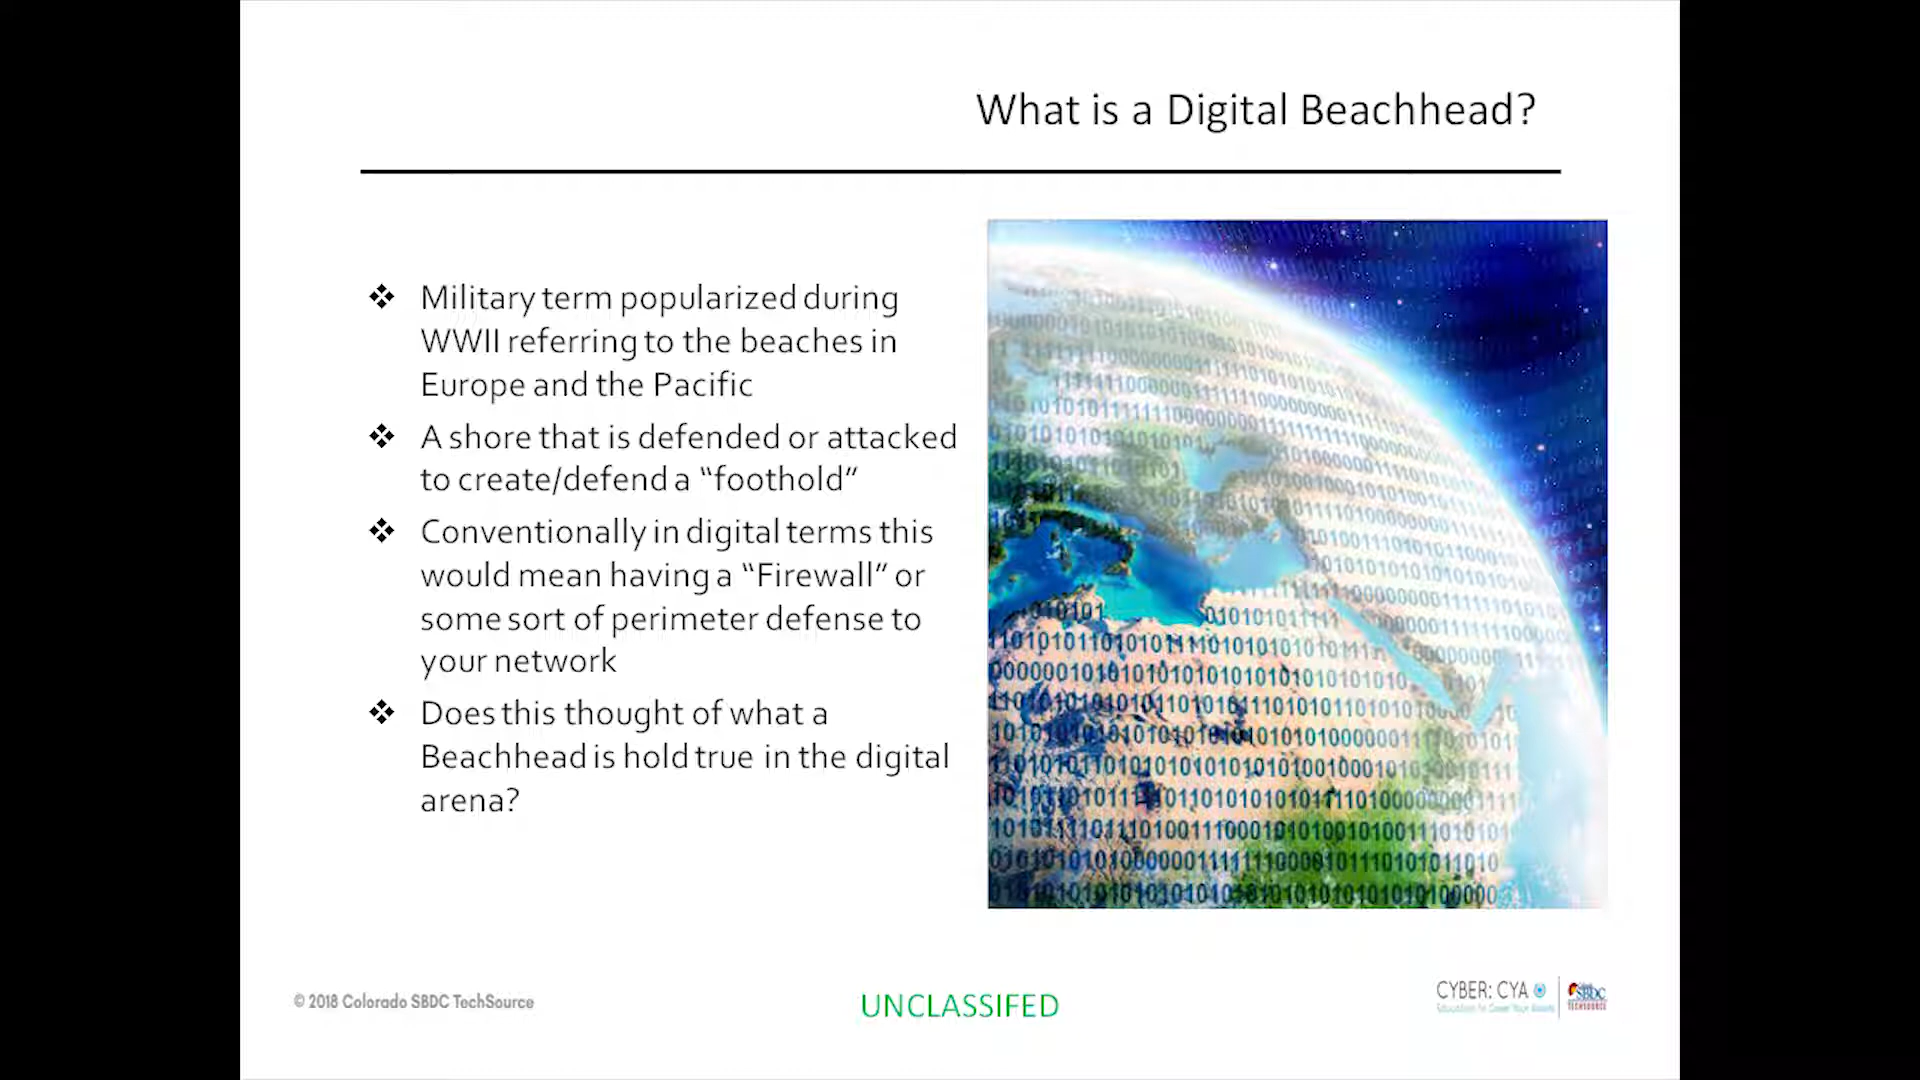 What is a Digital Beachhead?
❖ Military term popularized during
WWII referring to the beaches in
Europe and the Pacific
❖ A shore that is defended or attacked
to create/defend a “foothold”
❖ Conventionally in digital terms this
would mean having a “Firewall” or
some sort of perimeter defense to
your network
❖ Does this thought of what a
Beachhead is hold true in the digital
arena?
© 2018 Colorado SBDC TechSource
UNCLASSIFED
CYBER: CYA
SBDC
TECHSOURCE